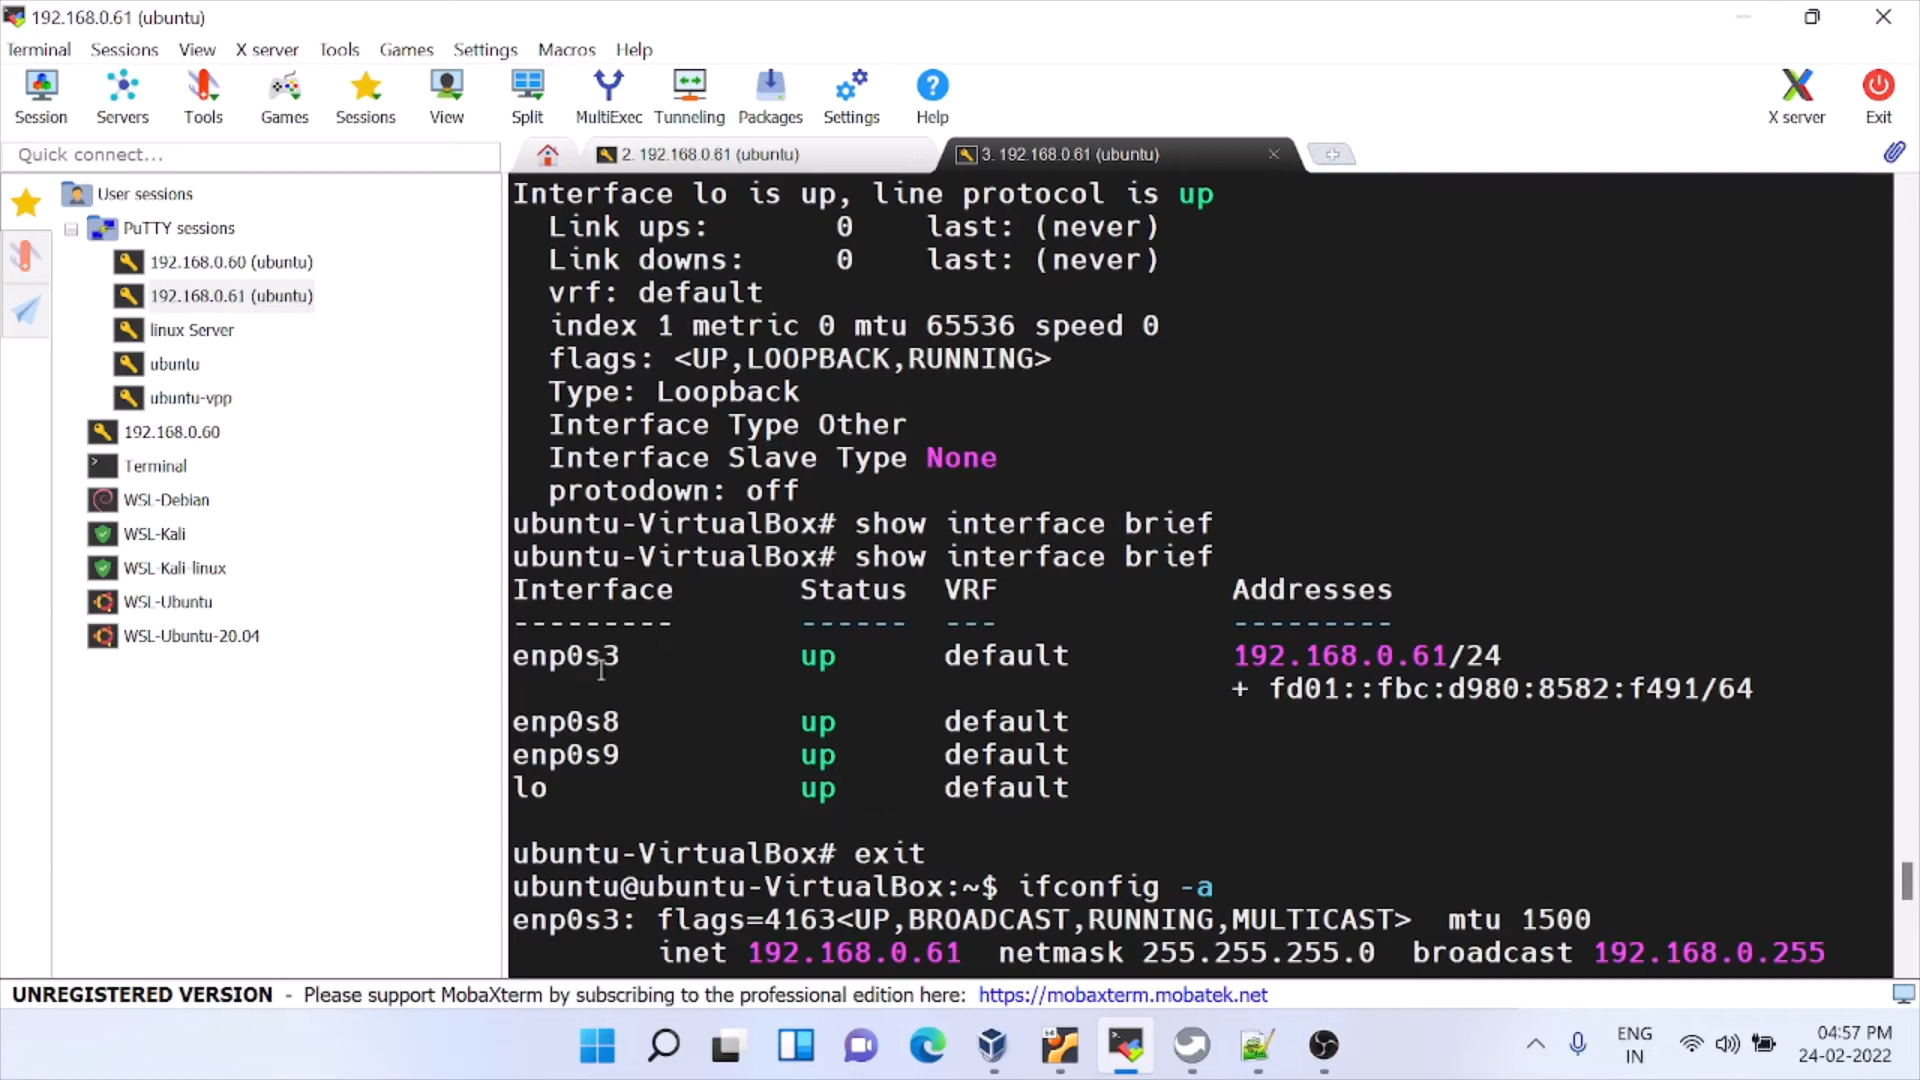 192.168.0.61 (ubuntu)
Terminal Sessions View X server Tools Games Settings Macros Help
Session Servers Tools Games Sessions View Split MultiExec Tunneling Packages Settings Help X server Exit
Quick connect...
2. 192.168.0.61 (ubuntu)
3. 192.168.0.61 (ubuntu)
User sessions
PuTTY sessions
192.168.0.60 (ubuntu)
192.168.0.61 (ubuntu)
linux Server
ubuntu
ubuntu-vpp
192.168.0.60
Terminal
WSL-Debian
WSL-Kali
WSL-Kali-linux
WSL-Ubuntu
WSL-Ubuntu-20.04
Interface lo is up, line protocol is up
Link ups: 0 last: (never)
Link downs: 0 last: (never)
vrf: default
index 1 metric 0 mtu 65536 speed 0
flags: <UP,LOOPBACK,RUNNING>
Type: Loopback
Interface Type Other
Interface Slave Type None
protodown: off
ubuntu-VirtualBox# show interface brief
ubuntu-VirtualBox# show interface brief
Interface Status VRF Addresses
--------- ------ --- ---------
enp0s3 up default 192.168.0.61/24
+ fd01::fbc:d980:8582:f491/64
enp0s8 up default
enp0s9 up default
lo up default
ubuntu-VirtualBox# exit
ubuntu@ubuntu-VirtualBox:~$ ifconfig -a
enp0s3: flags=4163<UP,BROADCAST,RUNNING,MULTICAST> mtu 1500
inet 192.168.0.61 netmask 255.255.255.0 broadcast 192.168.0.255
UNREGISTERED VERSION - Please support MobaXterm by subscribing to the professional edition here: https://mobaxterm.mobatek.net
ENG
IN
04:57 PM
24-02-2022